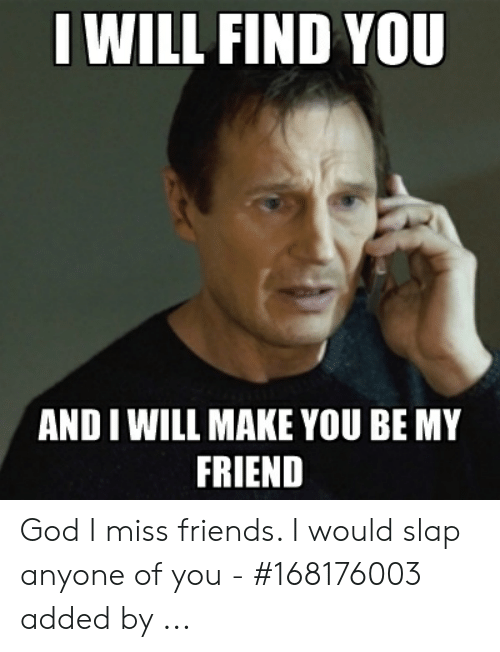 I WILL FIND YOU
AND I WILL MAKE YOU BE MY
FRIEND
God I miss friends. I would slap
anyone of you - #168176003
added by ...